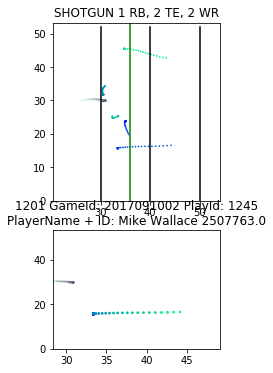 SHOTGUN 1 RB, 2 TE, 2 WR
50
40
30
20
10
0
30 40 50
1201 GameId: 2017091002 PlayId: 1245
PlayerName + ID: Mike Wallace 2507763.0
40
20
0
30 35 40 45